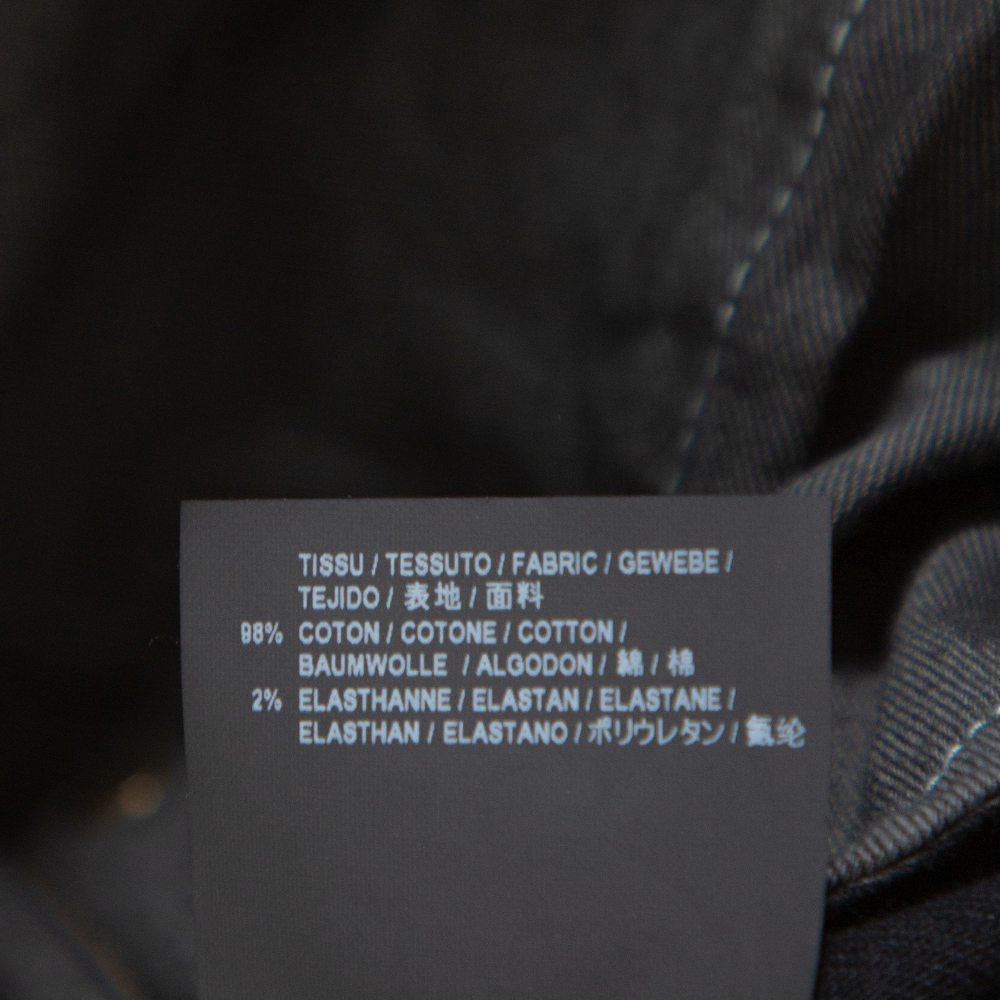 TISSU / TESSUTO / FABRIC / GEWEBE /
TEJIDO / 表地 / 面料
98% COTON / COTONE / COTTON /
BAUMWOLLE / ALGODON / 綿 / 棉
2% ELASTHANNE / ELASTAN / ELASTANE /
ELASTHAN / ELASTANO / ポリウレタン / 氨纶